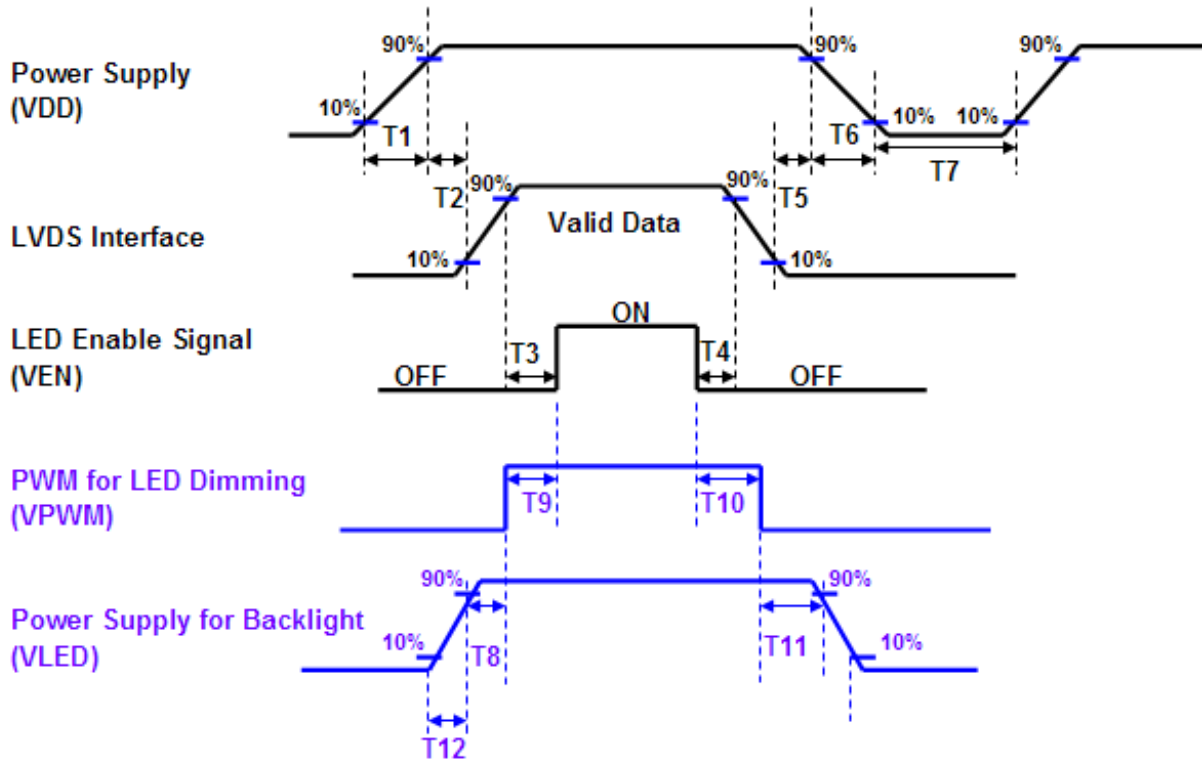 90% 90% 90%
Power Supply
(VDD)
10% 10% 10%
T1 T6 T7
T2 90% 90% T5
Valid Data
LVDS Interface
10% 10%
ON
LED Enable Signal
(VEN)
T3 T4
OFF OFF
PWM for LED Dimming
(VPWM)
T9 T10
90% 90%
Power Supply for Backlight
(VLED)
10% T8 T11 10%
T12